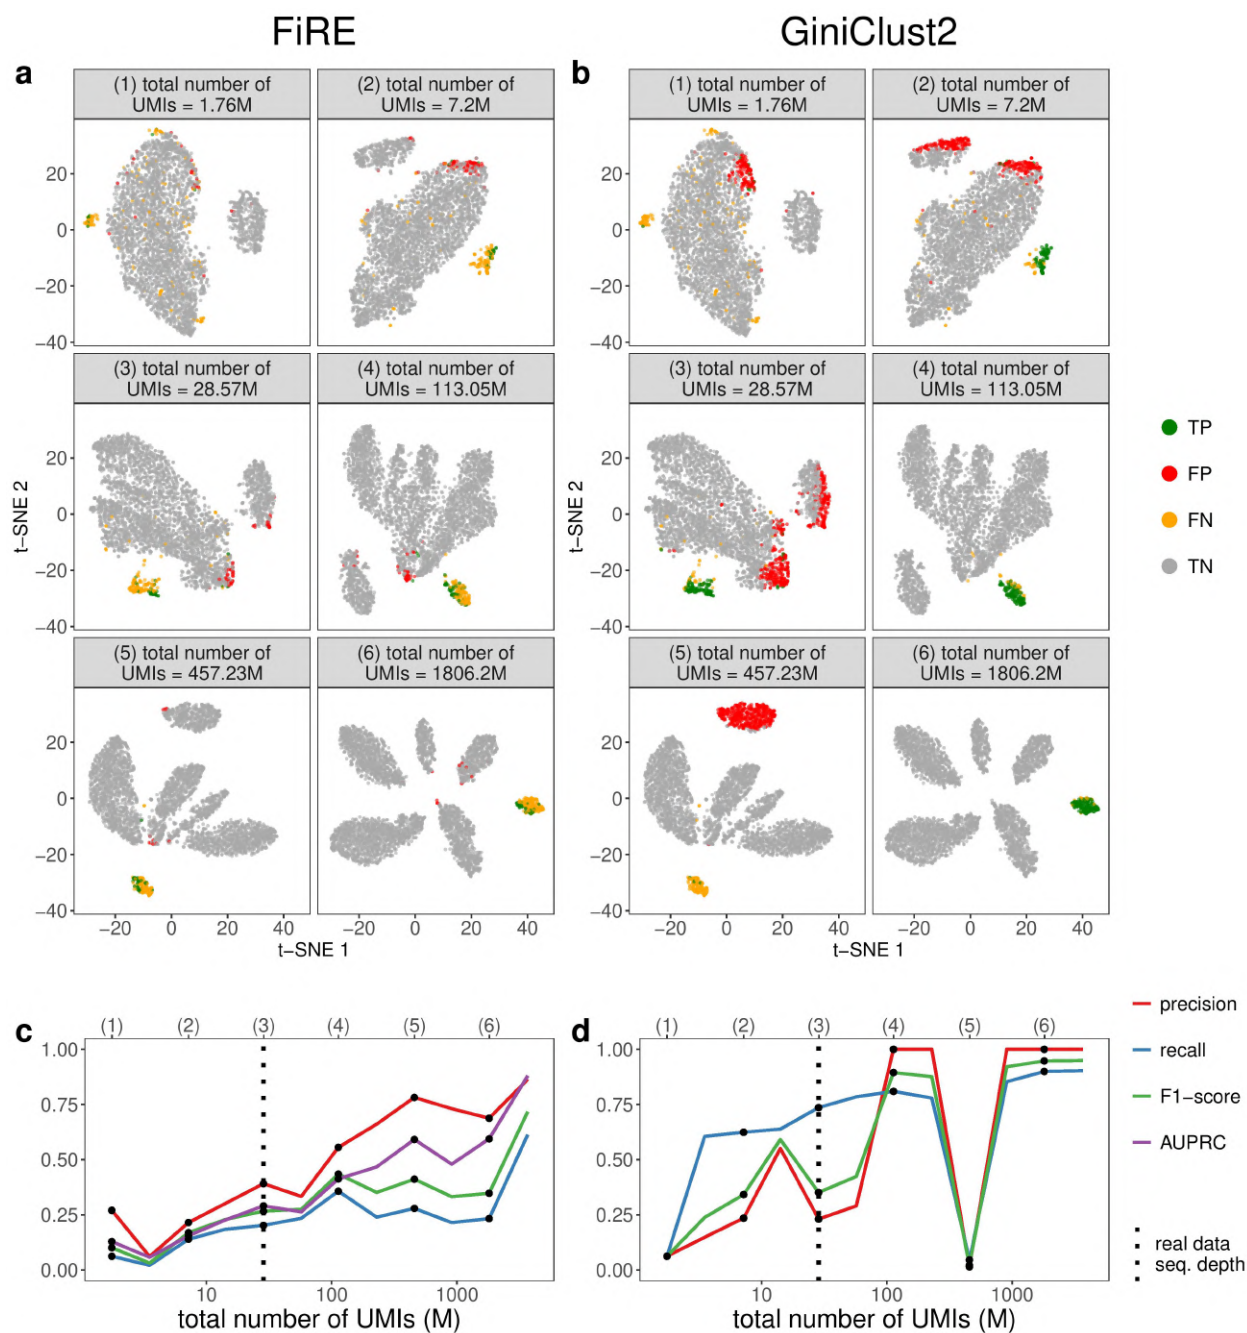 FiRE
GiniClust2
a
(1) total number of
UMIs = 1.76M
(2) total number of
UMIs = 7.2M
b
(1) total number of
UMIs = 1.76M
(2) total number of
UMIs = 7.2M
20
0
−20
−40
20
0
−20
−40
(3) total number of
UMIs = 28.57M
(4) total number of
UMIs = 113.05M
(3) total number of
UMIs = 28.57M
(4) total number of
UMIs = 113.05M
t−SNE 2
20
0
−20
−40
t−SNE 2
20
0
−20
−40
TP
FP
FN
TN
(5) total number of
UMIs = 457.23M
(6) total number of
UMIs = 1806.2M
(5) total number of
UMIs = 457.23M
(6) total number of
UMIs = 1806.2M
20
0
−20
−40
20
0
−20
−40
−20 0 20 40
−20 0 20 40
−20 0 20 40
−20 0 20 40
t−SNE 1
t−SNE 1
c
(1) (2) (3) (4) (5) (6)
1.00
0.75
0.50
0.25
0.00
10 100 1000
total number of UMIs (M)
d
(1) (2) (3) (4) (5) (6)
1.00
0.75
0.50
0.25
0.00
10 100 1000
total number of UMIs (M)
precision
recall
F1−score
AUPRC
real data
seq. depth